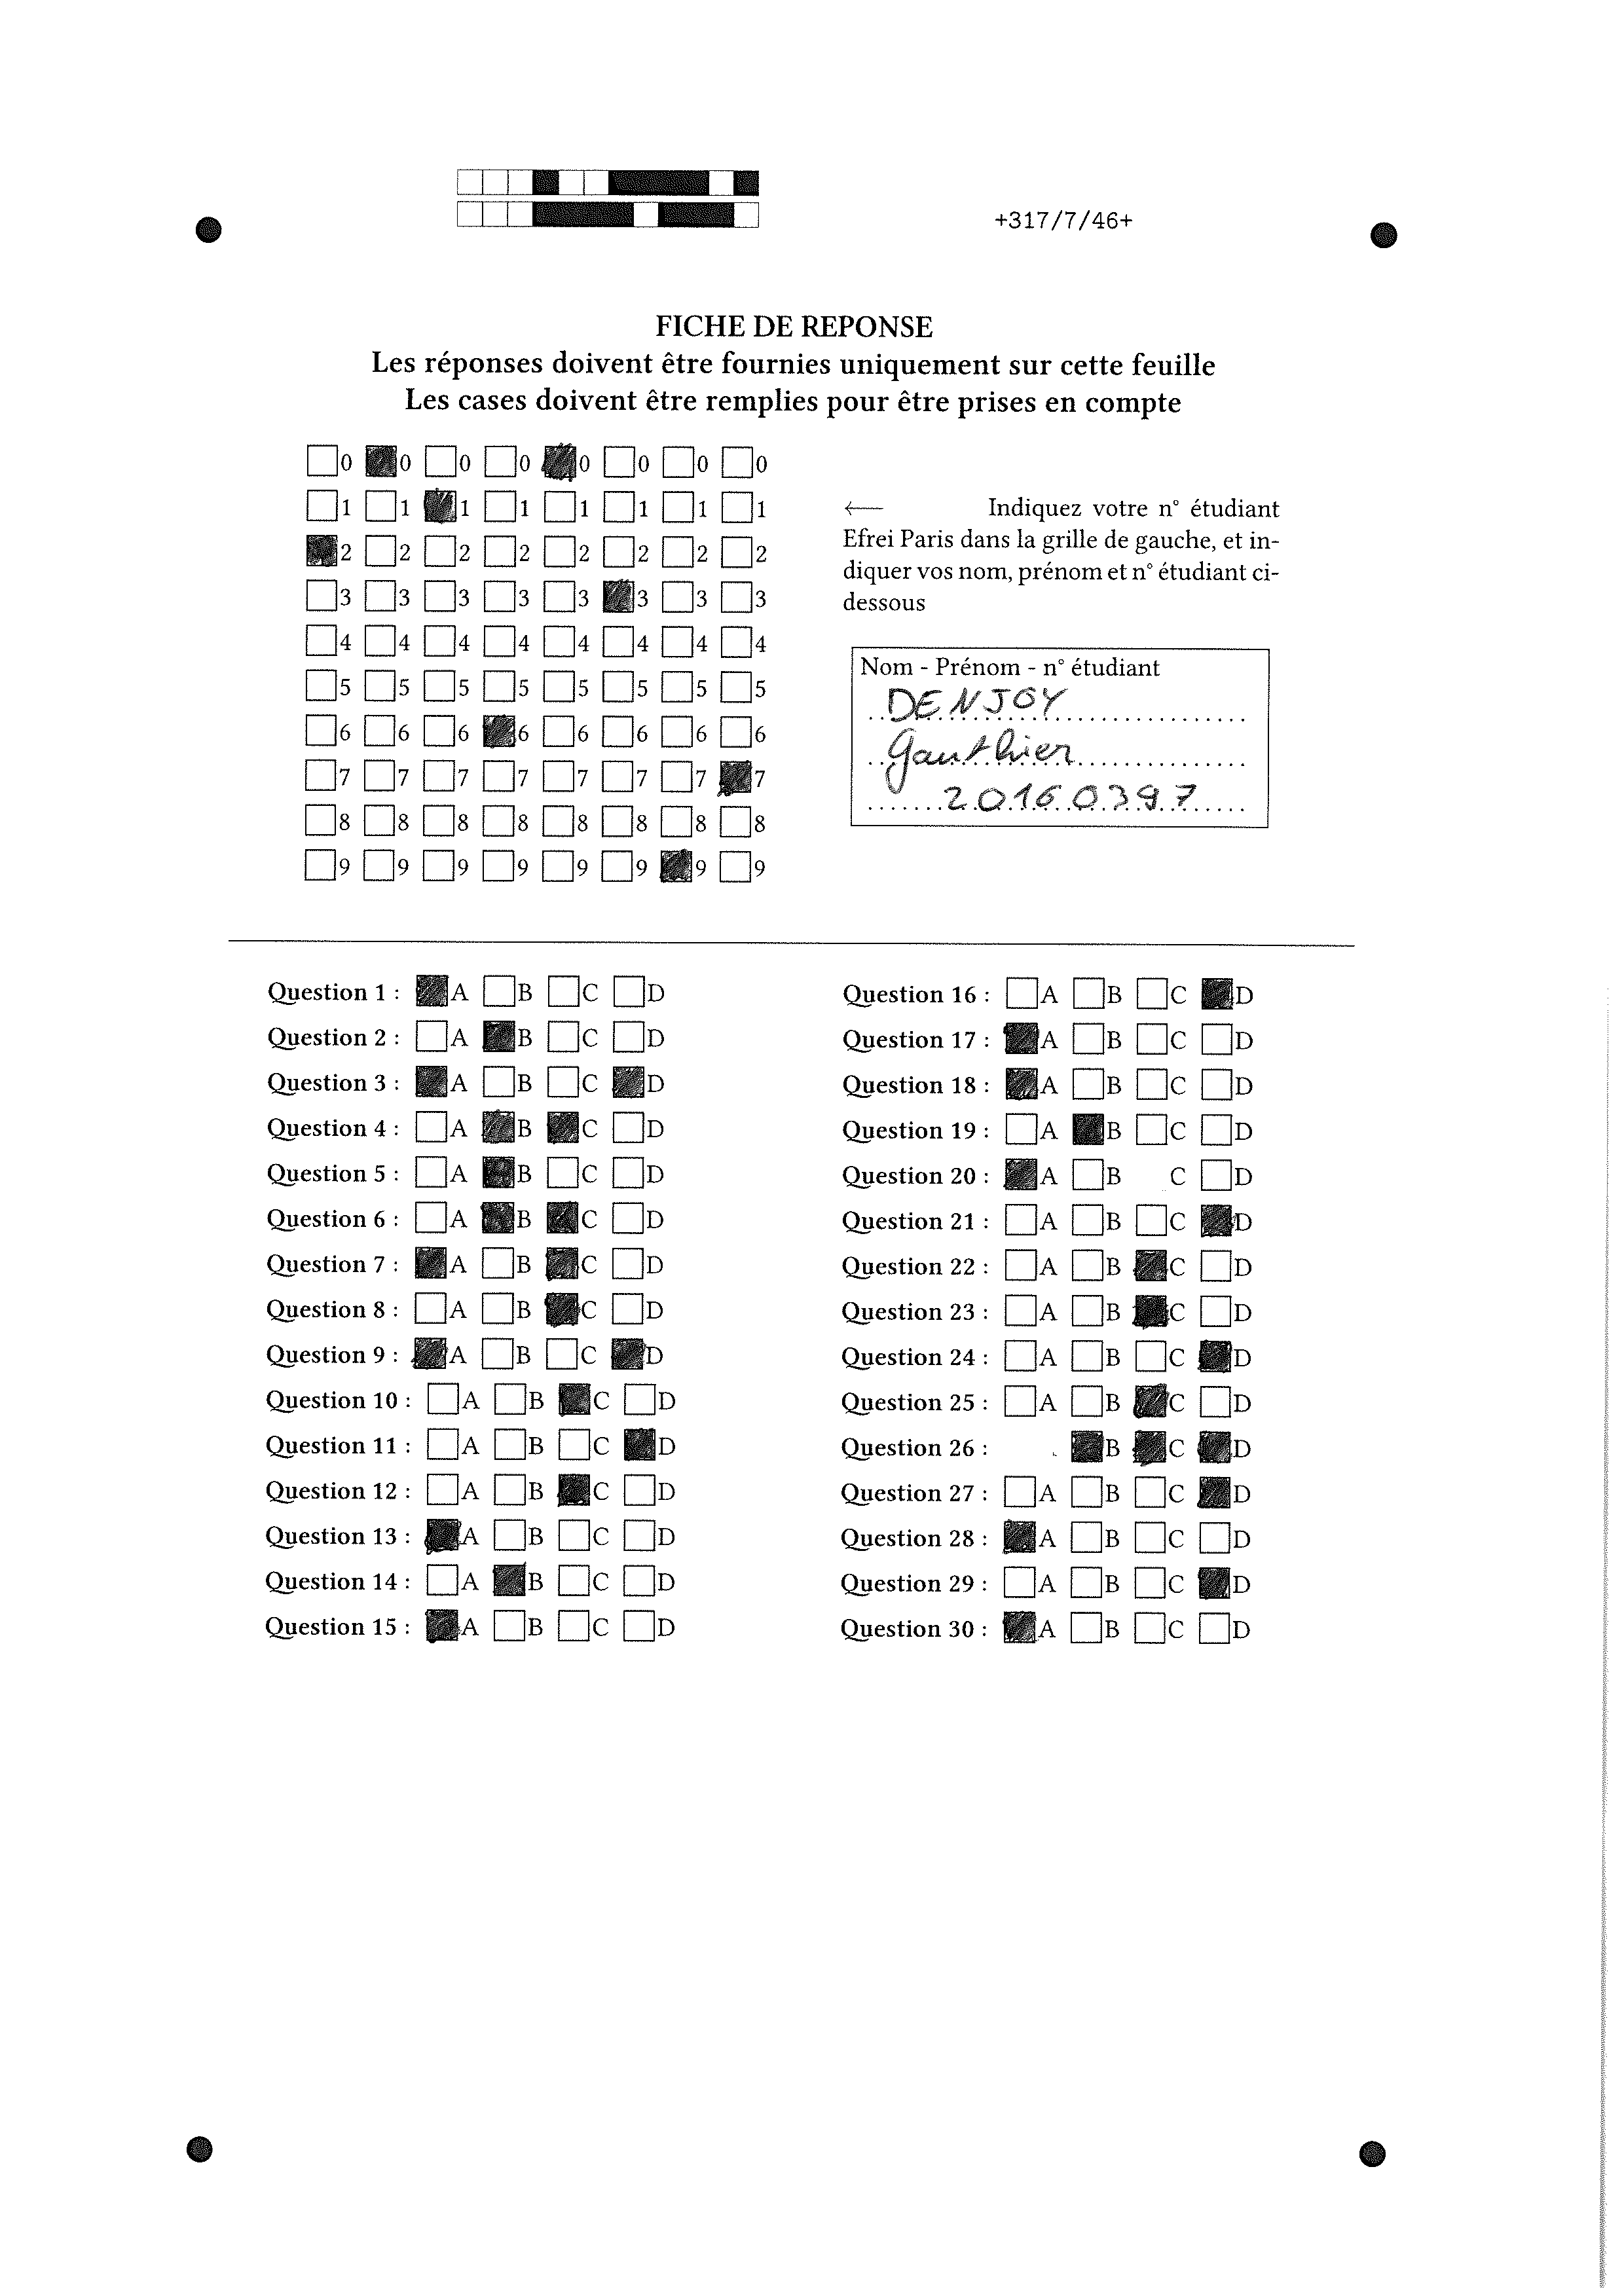 +317/7/46+
FICHE DE REPONSE
Les réponses doivent être fournies uniquement sur cette feuille
Les cases doivent être remplies pour être prises en compte
0 0 0 0 0 0 0 0
1 1 1 1 1 1 1 1
2 2 2 2 2 2 2 2
3 3 3 3 3 3 3 3
4 4 4 4 4 4 4 4
5 5 5 5 5 5 5 5
6 6 6 6 6 6 6 6
7 7 7 7 7 7 7 7
8 8 8 8 8 8 8 8
9 9 9 9 9 9 9 9
← Indiquez votre n° étudiant
Efrei Paris dans la grille de gauche, et in-
diquer vos nom, prénom et n° étudiant ci-
dessous
Nom - Prénom - n° étudiant
DENJOY
Gauthier
20160397
Question 1 : A B C D
Question 2 : A B C D
Question 3 : A B C D
Question 4 : A B C D
Question 5 : A B C D
Question 6 : A B C D
Question 7 : A B C D
Question 8 : A B C D
Question 9 : A B C D
Question 10 : A B C D
Question 11 : A B C D
Question 12 : A B C D
Question 13 : A B C D
Question 14 : A B C D
Question 15 : A B C D
Question 16 : A B C D
Question 17 : A B C D
Question 18 : A B C D
Question 19 : A B C D
Question 20 : A B C D
Question 21 : A B C D
Question 22 : A B C D
Question 23 : A B C D
Question 24 : A B C D
Question 25 : A B C D
Question 26 : B C D
Question 27 : A B C D
Question 28 : A B C D
Question 29 : A B C D
Question 30 : A B C D